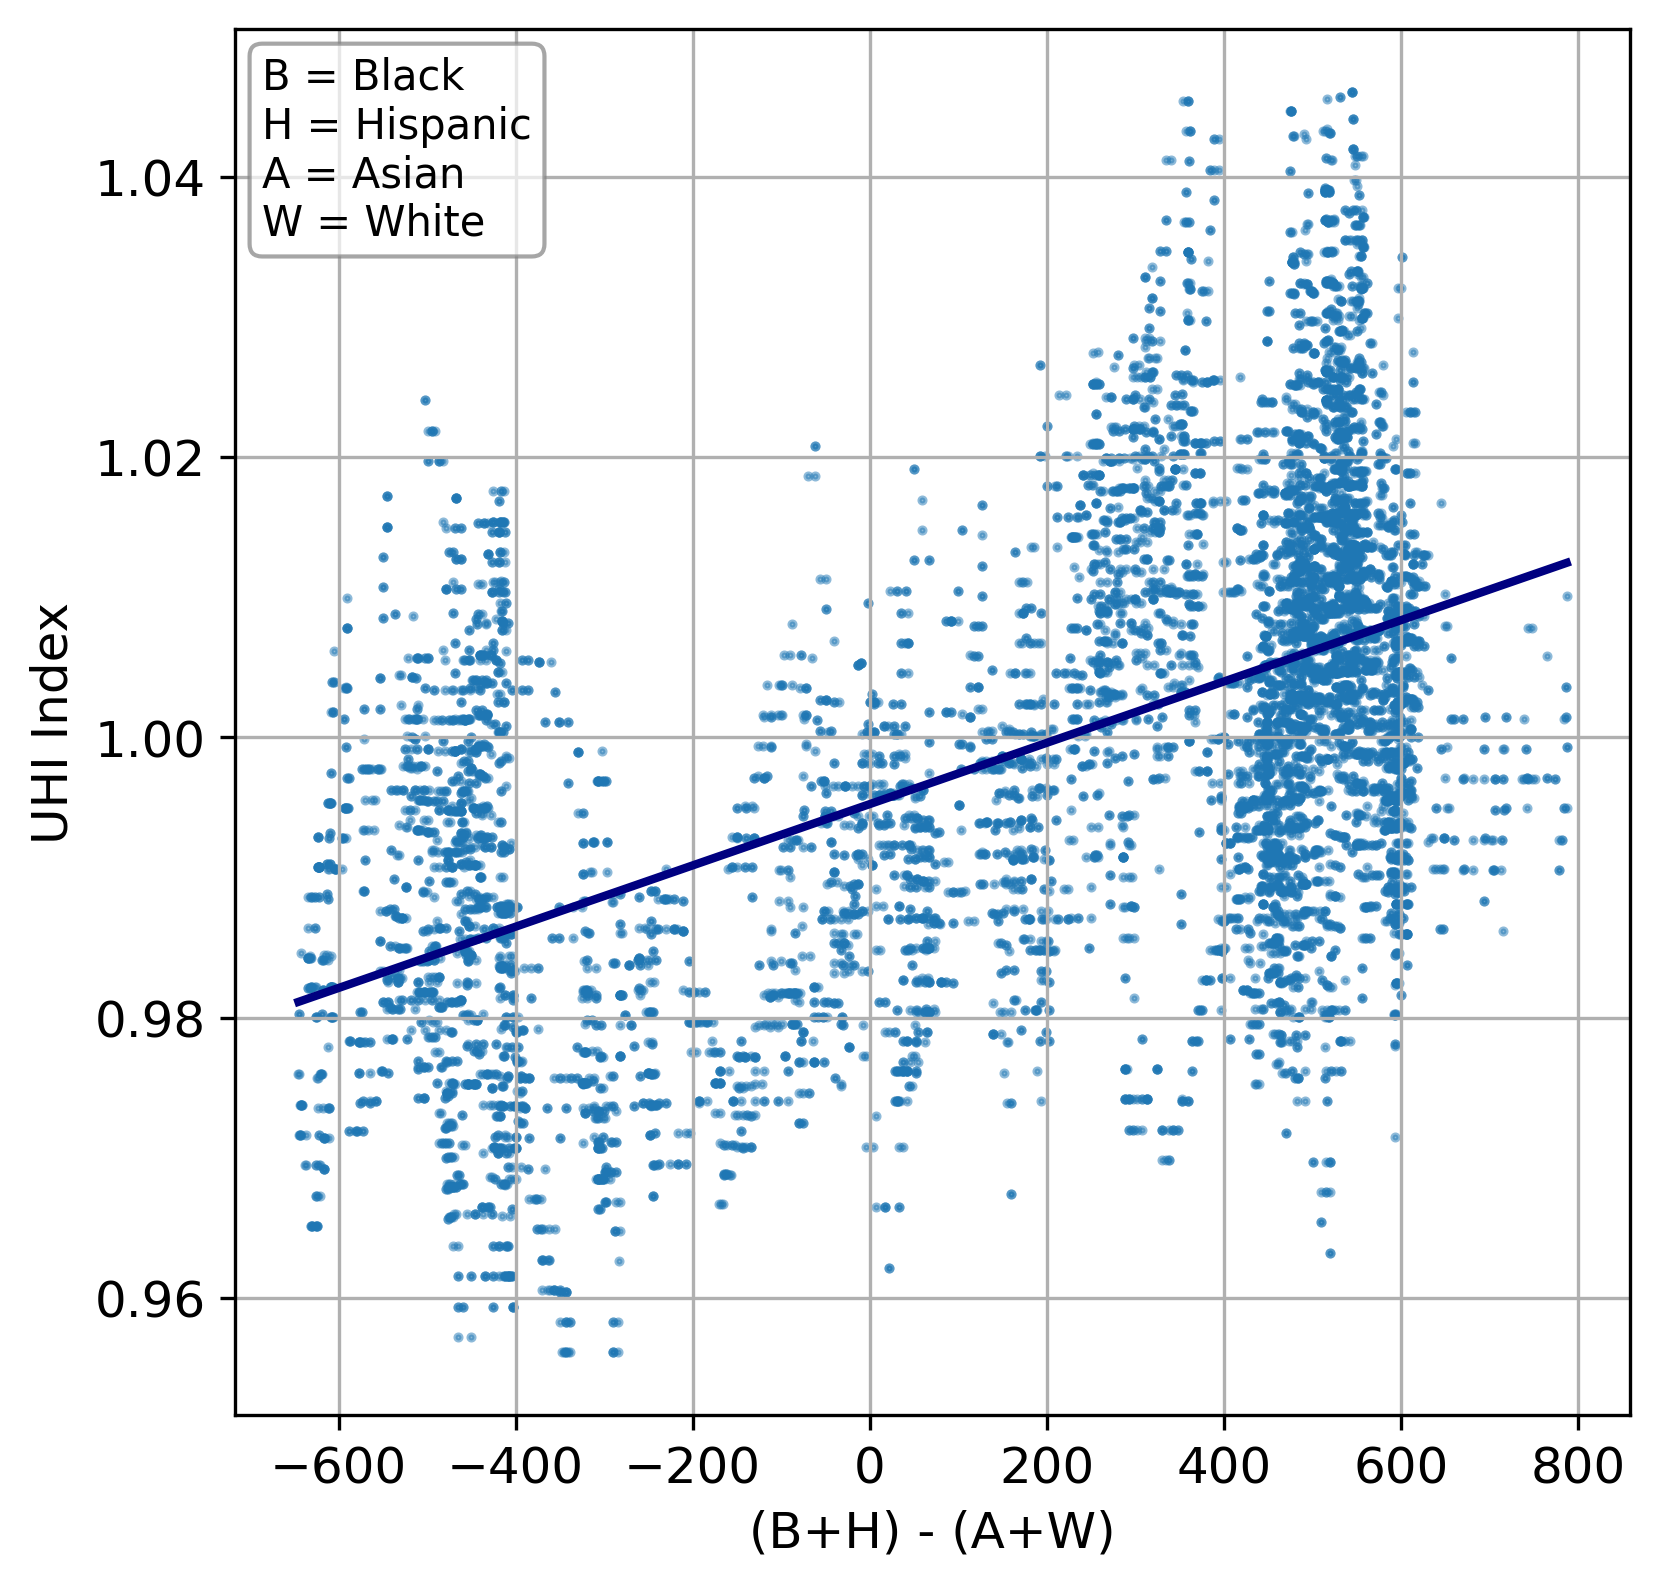 B = Black
H = Hispanic
A = Asian
W = White
1.04
1.02
1.00
0.98
0.96
UHI Index
−600
−400
−200
0
200
400
600
800
(B+H) - (A+W)